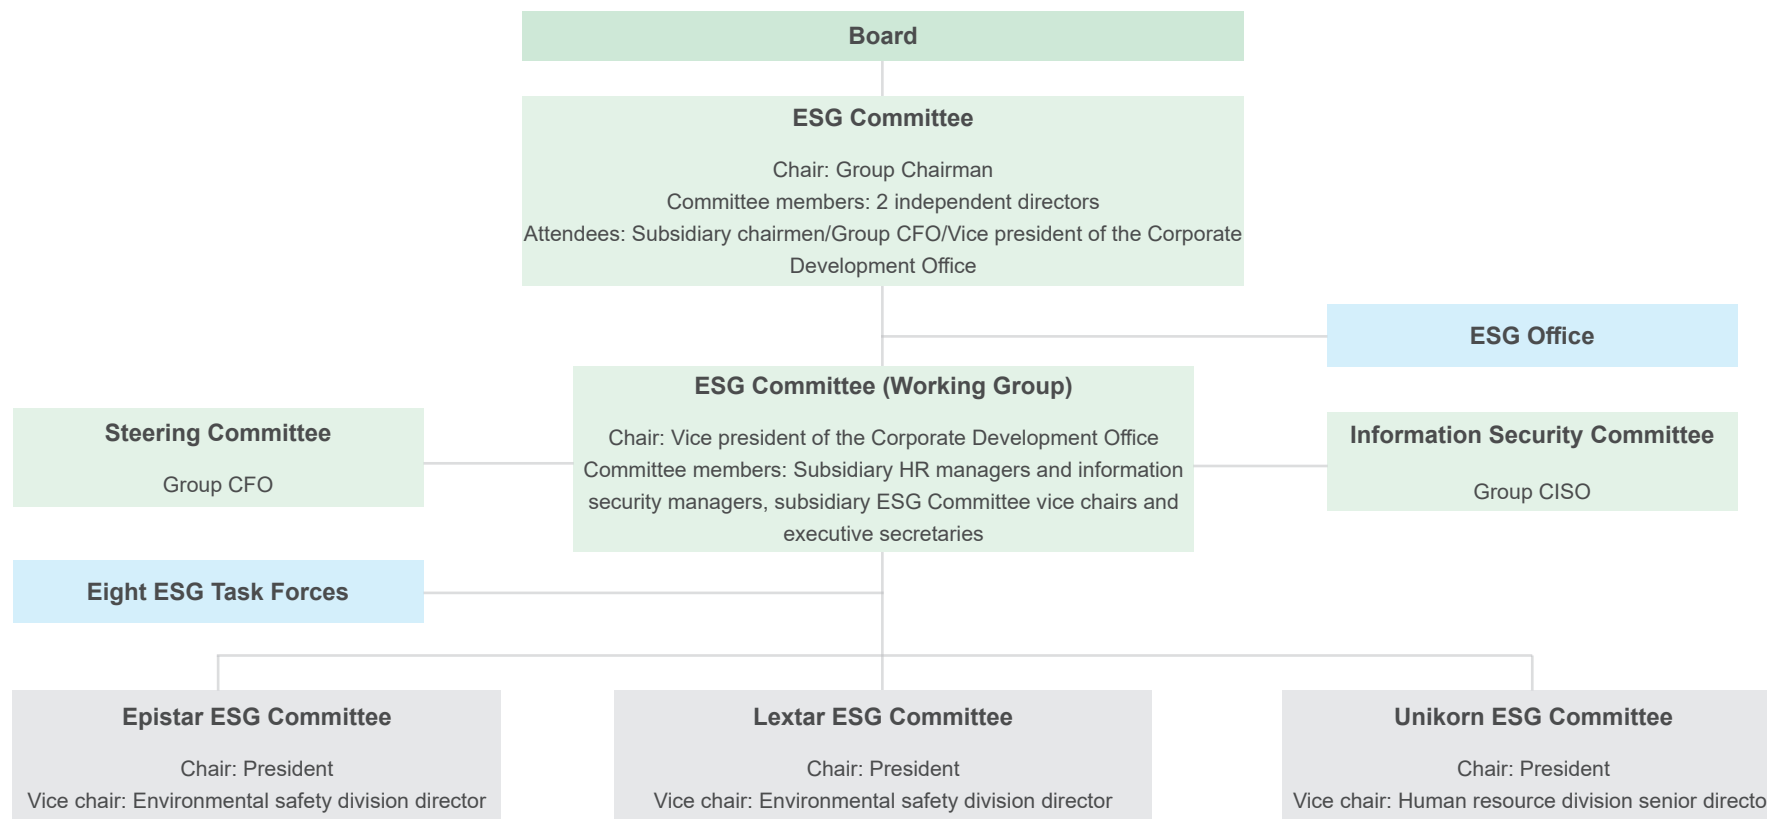 Board
ESG Committee
Chair: Group Chairman
Committee members: 2 independent directors
Attendees: Subsidiary chairmen/Group CFO/Vice president of the Corporate
Development Office
ESG Office
ESG Committee (Working Group)
Chair: Vice president of the Corporate Development Office
Committee members: Subsidiary HR managers and information
security managers, subsidiary ESG Committee vice chairs and
executive secretaries
Steering Committee
Group CFO
Information Security Committee
Group CISO
Eight ESG Task Forces
Epistar ESG Committee
Chair: President
Vice chair: Environmental safety division director
Lextar ESG Committee
Chair: President
Vice chair: Environmental safety division director
Unikorn ESG Committee
Chair: President
Vice chair: Human resource division senior directo